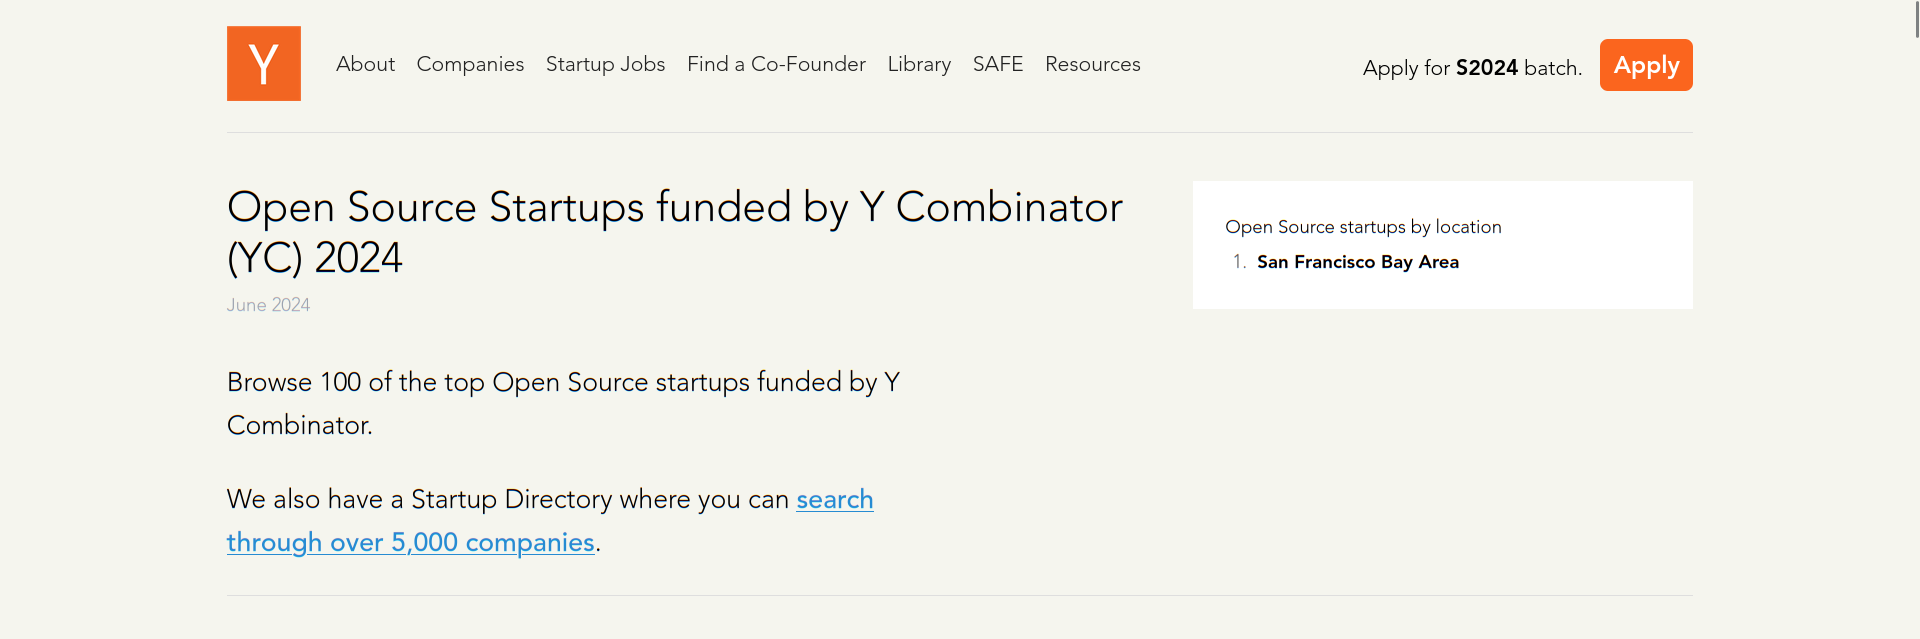 Y
About Companies Startup Jobs Find a Co-Founder Library SAFE Resources
Apply for S2024 batch. Apply
Open Source Startups funded by Y Combinator
(YC) 2024
June 2024
Browse 100 of the top Open Source startups funded by Y
Combinator.
We also have a Startup Directory where you can search
through over 5,000 companies.
Open Source startups by location
1. San Francisco Bay Area